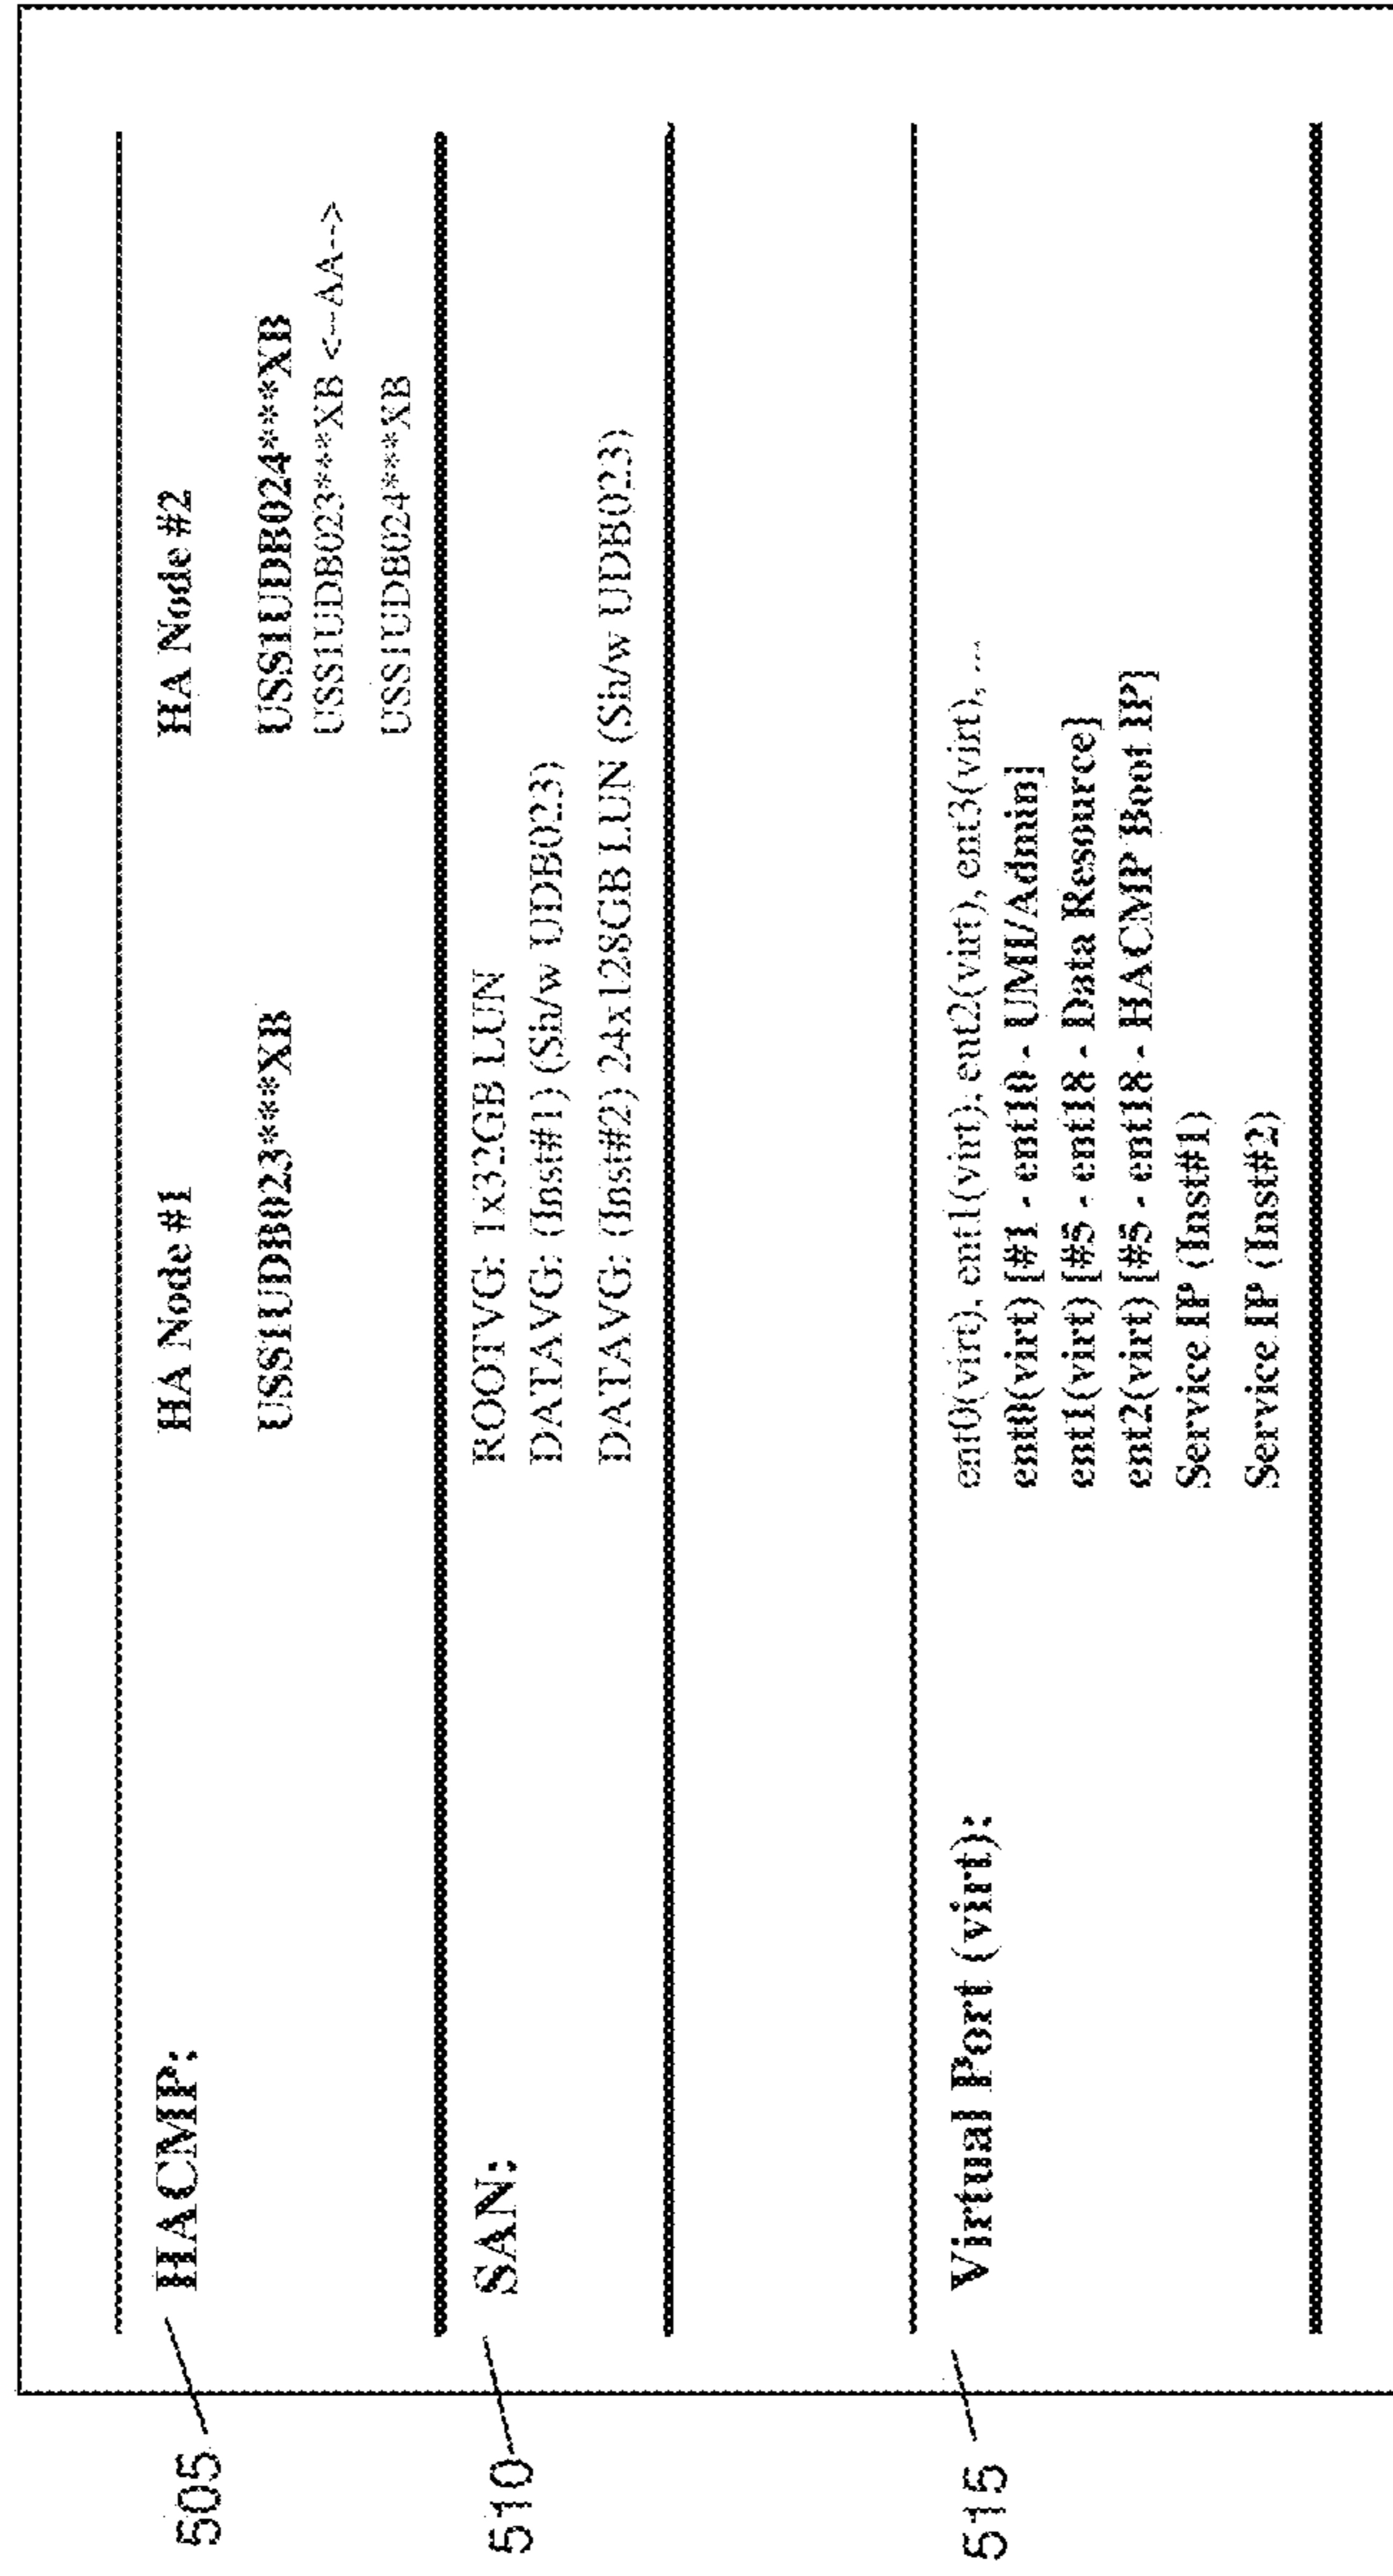 505
HACMP:
HA Node #1 HA Node #2
USS1UDB023***XB USS1UDB024***XB
USS1UDB023***XB <--AA-->
USS1UDB024***XB
510
SAN:
ROOTVG: 1x32GB LUN
DATAVG: (Inst#1) (Sh/w UDB023)
DATAVG: (Inst#2) 24x128GB LUN (Sh/w UDB023)
515
Virtual Port (virt):
ent0(virt), ent1(virt), ent2(virt), ent3(virt), ...
ent0(virt) [#1 - ent10 - UMI/Admin]
ent1(virt) [#5 - ent18 - Data Resource]
ent2(virt) [#5 - ent18 - HACMP Boot IP]
Service IP (Inst#1)
Service IP (Inst#2)